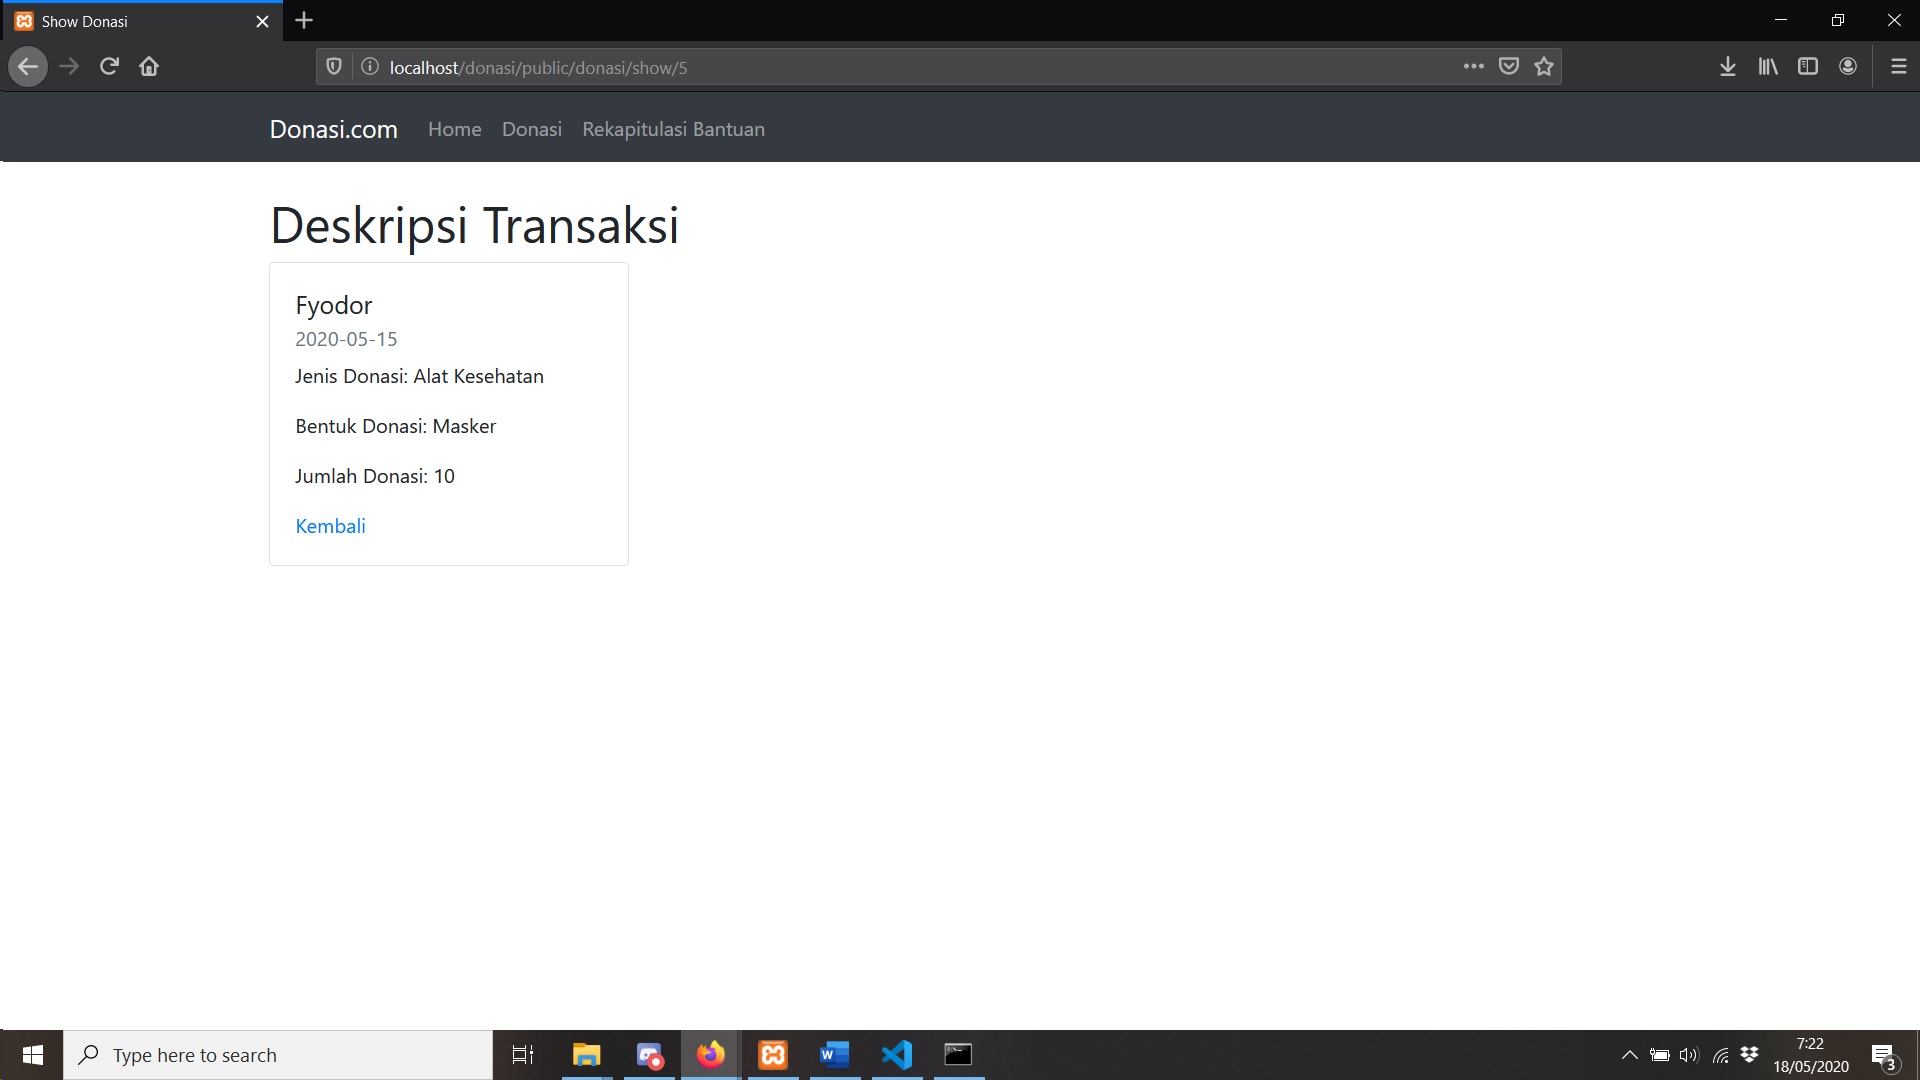 Show Donasi
localhost/donasi/public/donasi/show/5
Donasi.com Home Donasi Rekapitulasi Bantuan
Deskripsi Transaksi
Fyodor
2020-05-15
Jenis Donasi: Alat Kesehatan
Bentuk Donasi: Masker
Jumlah Donasi: 10
Kembali
Type here to search
7:22
18/05/2020
3